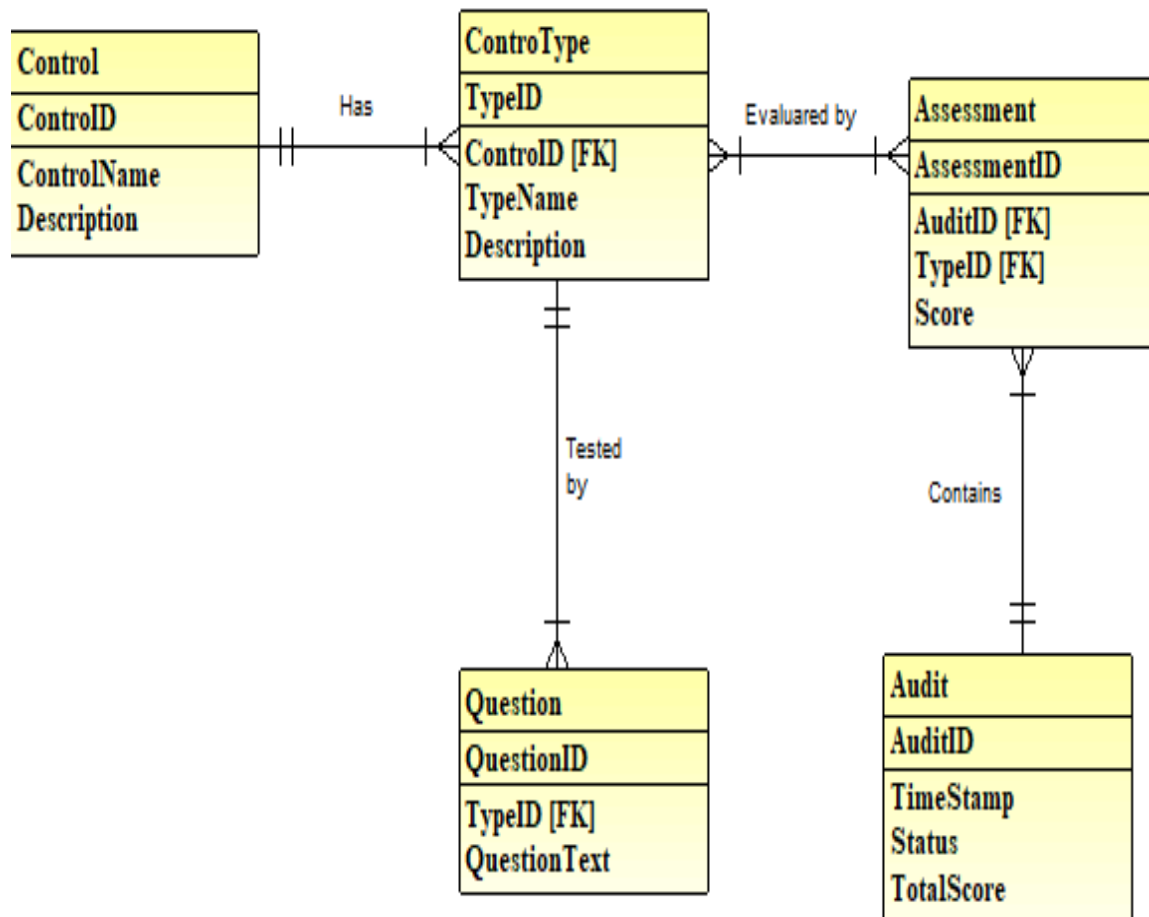 Control
ControID
ControlName
Description
Has
ControType
TypeID
ControID [FK]
TypeName
Description
Evaluared by
Assessment
AssessmentID
AuditID [FK]
TypeID [FK]
Score
Tested
by
Contains
Question
QuestionID
TypeID [FK]
QuestionText
Audit
AuditID
TimeStamp
Status
TotalScore